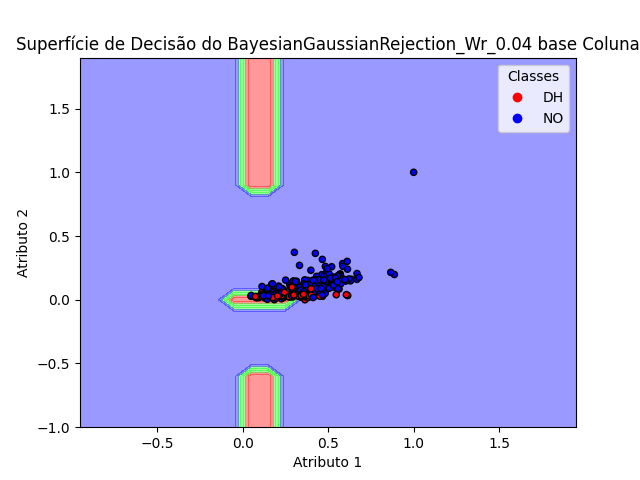 Superfície de Decisão do BayesianGaussianRejection_Wr_0.04 base Coluna
Classes
DH
NO
1.5
1.0
0.5
0.0
−0.5
−1.0
Atributo 2
−0.5
0.0
0.5
1.0
1.5
Atributo 1